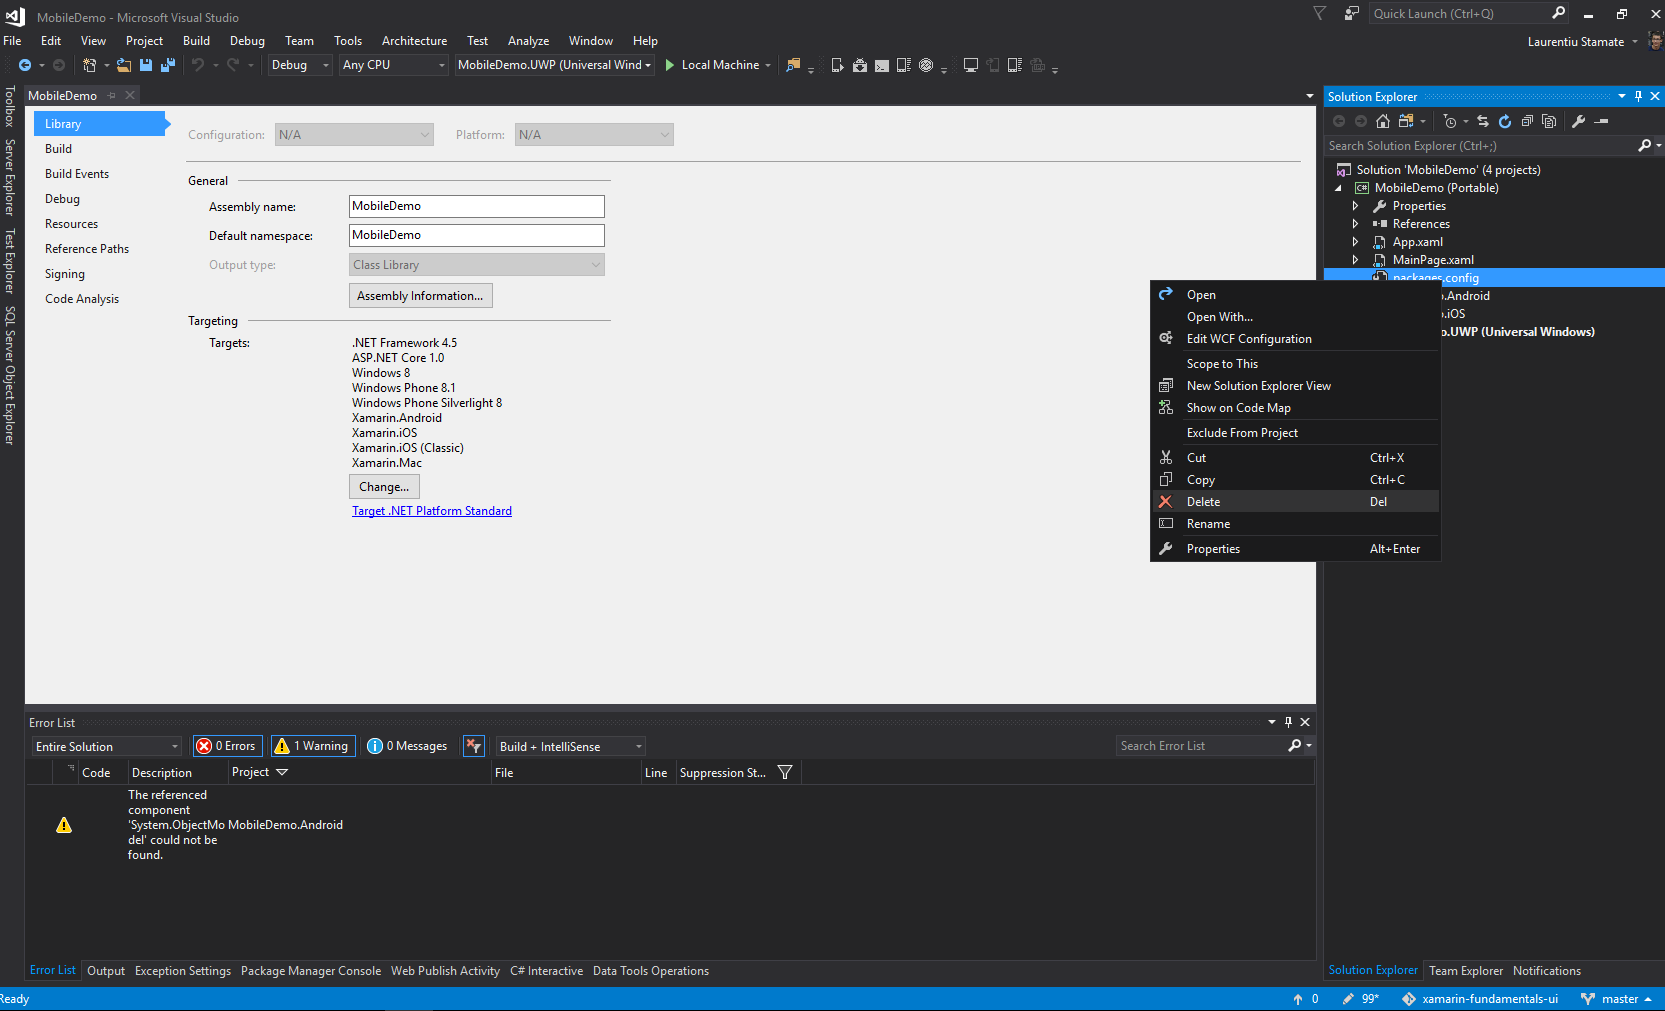 MobileDemo - Microsoft Visual Studio
Quick Launch (Ctrl+Q)
File Edit View Project Build Debug Team Tools Architecture Test Analyze Window Help
Laurentiu Stamate
Debug Any CPU MobileDemo.UWP (Universal Wind Local Machine
Toolbox
Server Explorer
Test Explorer
SQL Server Object Explorer
MobileDemo
Library
Build
Build Events
Debug
Resources
Reference Paths
Signing
Code Analysis
Configuration: N/A Platform: N/A
General
Assembly name: MobileDemo
Default namespace: MobileDemo
Output type: Class Library
Assembly Information...
Targeting
Targets: .NET Framework 4.5
ASP.NET Core 1.0
Windows 8
Windows Phone 8.1
Windows Phone Silverlight 8
Xamarin.Android
Xamarin.iOS
Xamarin.iOS (Classic)
Xamarin.Mac
Change...
Target .NET Platform Standard
Solution Explorer
Search Solution Explorer (Ctrl+;)
Solution 'MobileDemo' (4 projects)
C# MobileDemo (Portable)
Properties
References
App.xaml
MainPage.xaml
packages.config
o.Android
o.iOS
o.UWP (Universal Windows)
Open
Open With...
Edit WCF Configuration
Scope to This
New Solution Explorer View
Show on Code Map
Exclude From Project
Cut Ctrl+X
Copy Ctrl+C
Delete Del
Rename
Properties Alt+Enter
Error List
Entire Solution 0 Errors 1 Warning 0 Messages Build + IntelliSense Search Error List
Code Description Project File Line Suppression St...
The referenced
component
'System.ObjectMo MobileDemo.Android
del' could not be
found.
Error List Output Exception Settings Package Manager Console Web Publish Activity C# Interactive Data Tools Operations
Solution Explorer Team Explorer Notifications
Ready 0 99* xamarin-fundamentals-ui master